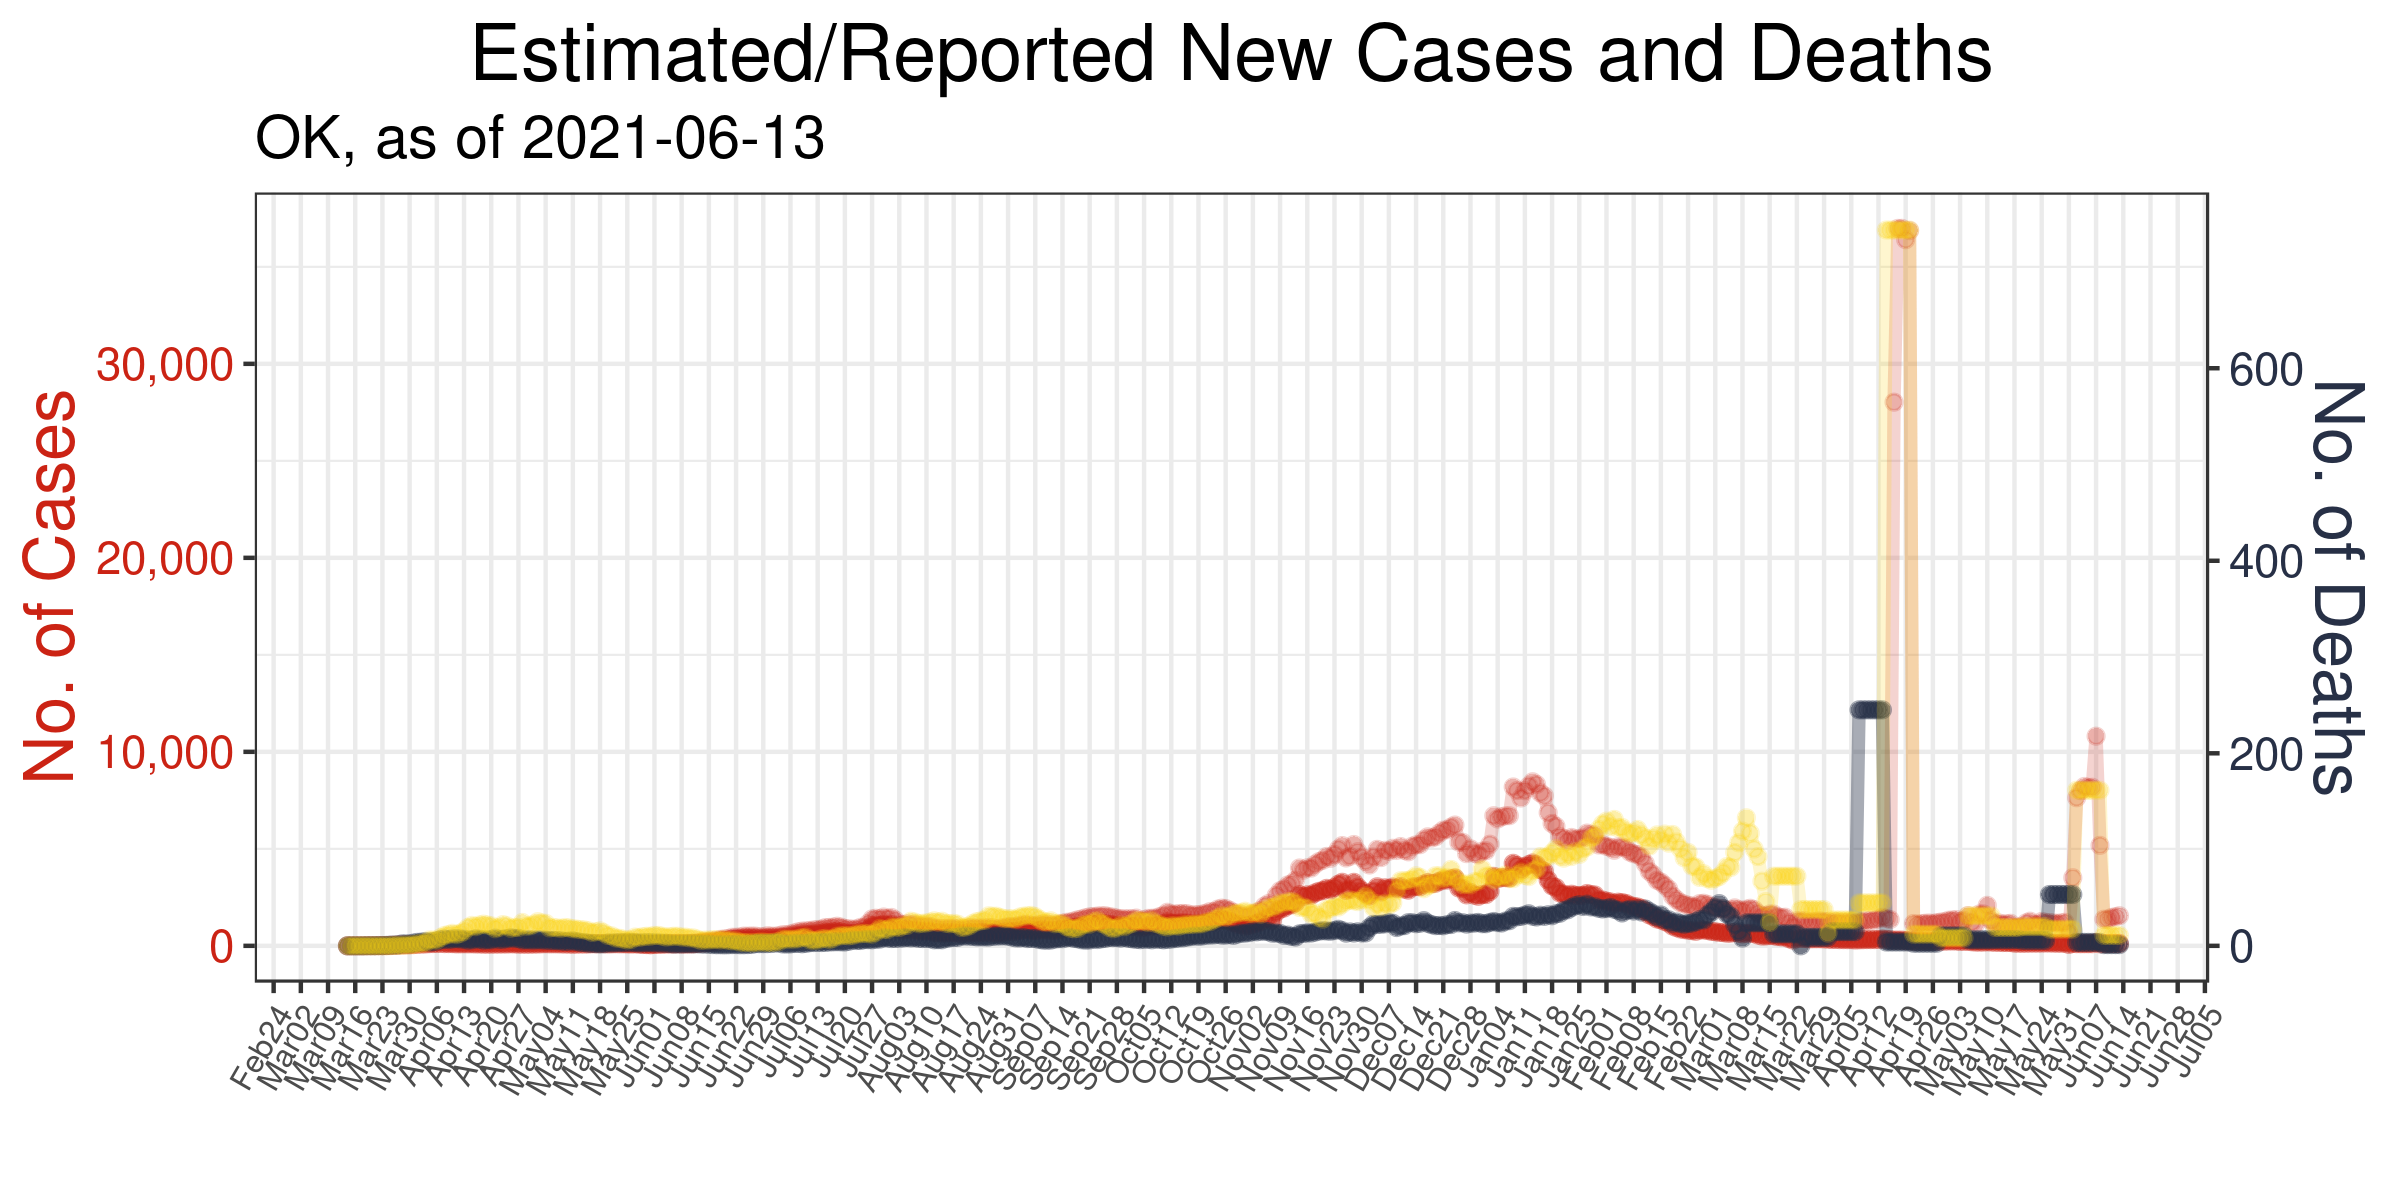 Estimated/Reported New Cases and Deaths
OK, as of 2021-06-13
No. of Cases
30,000
20,000
10,000
0
600
400
200
0
No. of Deaths
Feb24
Mar02
Mar09
Mar16
Mar23
Mar30
Apr06
Apr13
Apr20
Apr27
May04
May11
May18
May25
Jun01
Jun08
Jun15
Jun22
Jun29
Jul06
Jul13
Jul20
Jul27
Aug03
Aug10
Aug17
Aug24
Aug31
Sep07
Sep14
Sep21
Sep28
Oct05
Oct12
Oct19
Oct26
Nov02
Nov09
Nov16
Nov23
Nov30
Dec07
Dec14
Dec21
Dec28
Jan04
Jan11
Jan18
Jan25
Feb01
Feb08
Feb15
Feb22
Mar01
Mar08
Mar15
Mar22
Mar29
Apr05
Apr12
Apr19
Apr26
May03
May10
May17
May24
May31
Jun07
Jun14
Jun21
Jun28
Jul05